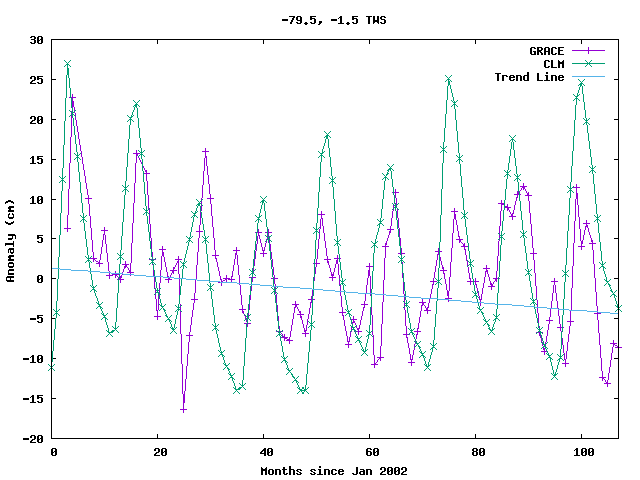 -79.5, -1.5 TWS
GRACE
CLM
Trend Line
30
25
20
15
10
5
0
-5
-10
-15
-20
Anomaly (cm)
0 20 40 60 80 100
Months since Jan 2002